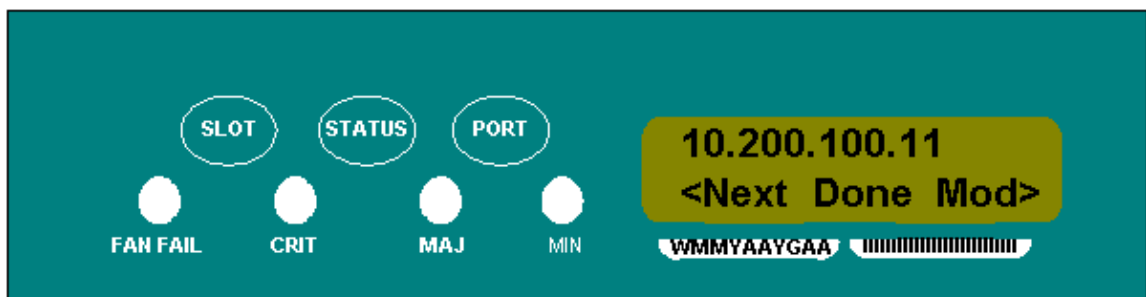 SLOT STATUS PORT
FAN FAIL CRIT MAJ MIN
10.200.100.11
<Next Done Mod>
WMMYAAYGAA